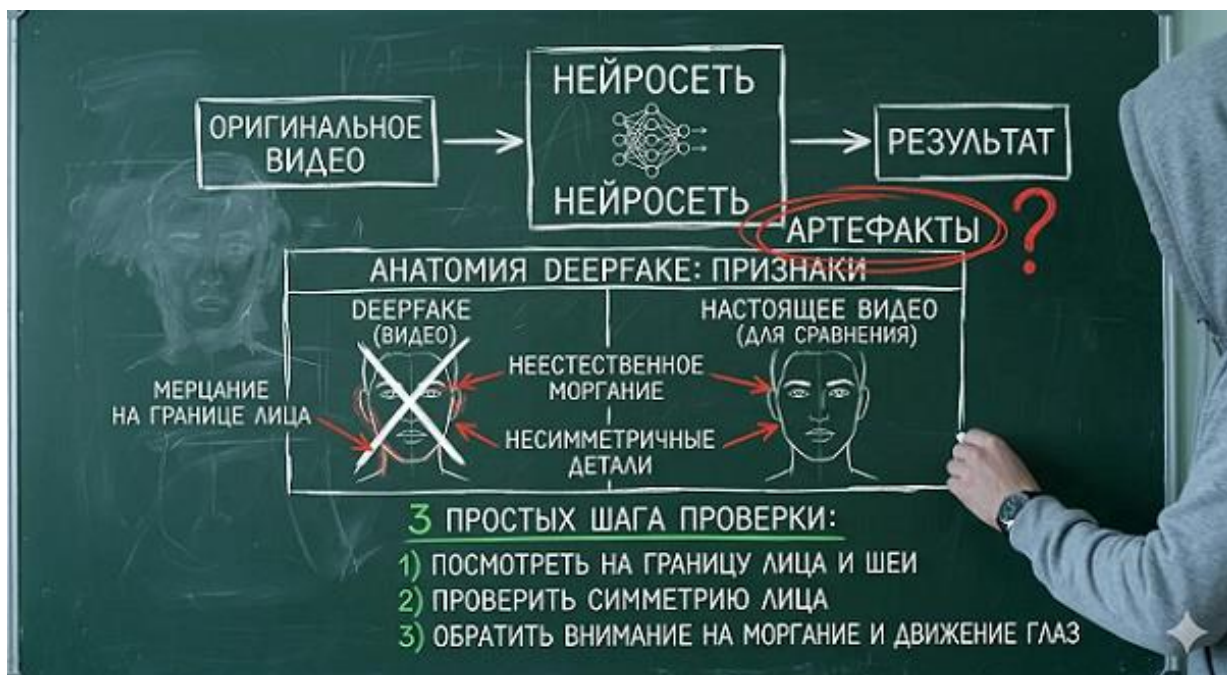 ОРИГИНАЛЬНОЕ
ВИДЕО
НЕЙРОСЕТЬ
НЕЙРОСЕТЬ
РЕЗУЛЬТАТ
АРТЕФАКТЫ
?
АНАТОМИЯ DEEPFAKE: ПРИЗНАКИ
DEEPFAKE
(ВИДЕО)
НАСТОЯЩЕЕ ВИДЕО
(ДЛЯ СРАВНЕНИЯ)
МЕРЦАНИЕ
НА ГРАНИЦЕ ЛИЦА
НЕЕСТЕСТВЕННОЕ
МОРГАНИЕ
НЕСИММЕТРИЧНЫЕ
ДЕТАЛИ
3 ПРОСТЫХ ШАГА ПРОВЕРКИ:
1) ПОСМОТРЕТЬ НА ГРАНИЦУ ЛИЦА И ШЕИ
2) ПРОВЕРИТЬ СИММЕТРИЮ ЛИЦА
3) ОБРАТИТЬ ВНИМАНИЕ НА МОРГАНИЕ И ДВИЖЕНИЕ ГЛАЗ